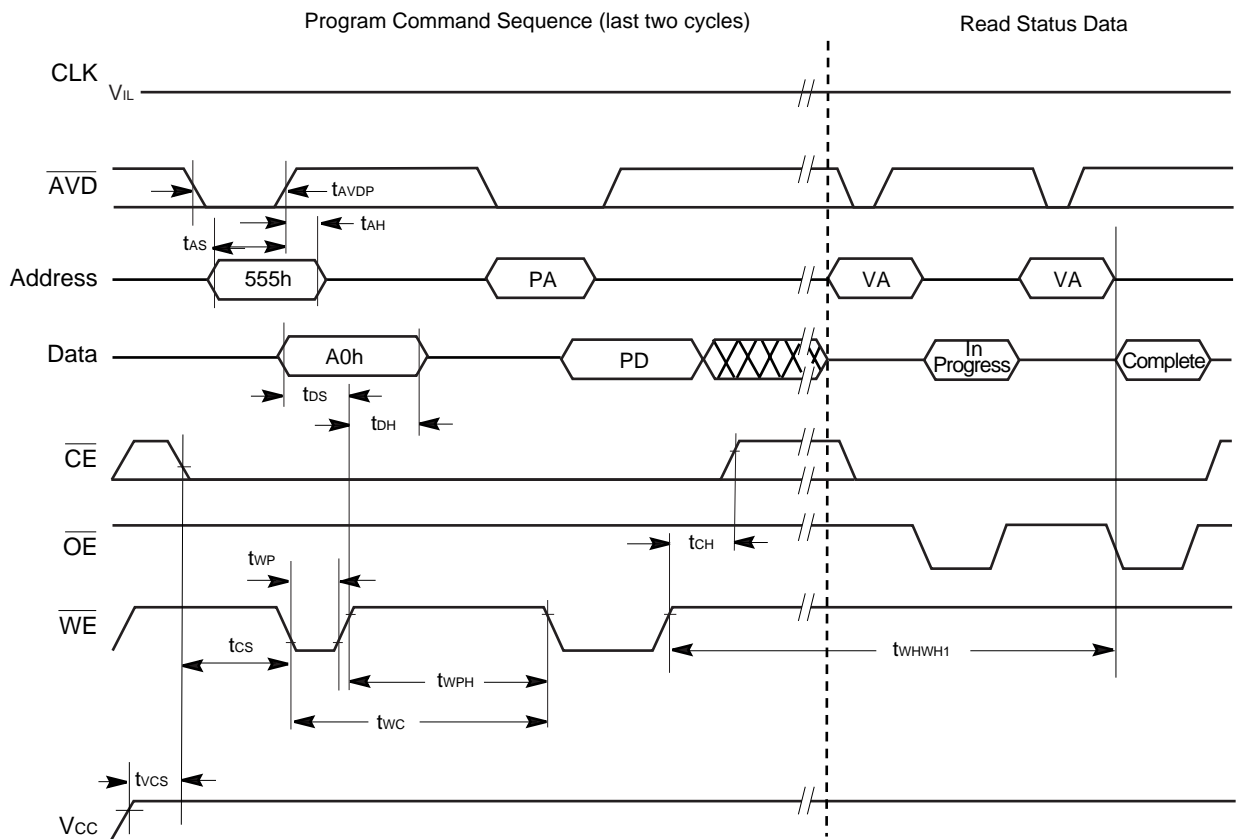 Program Command Sequence (last two cycles)
Read Status Data
CLK
VIL
AVD
tAVDP
tAH
tAS
Address
555h
PA
VA
VA
Data
A0h
PD
In
Progress
Complete
tDS
tDH
CE
OE
tCH
tWP
WE
tCS
tWHWH1
tWPH
tWC
tVCS
VCC